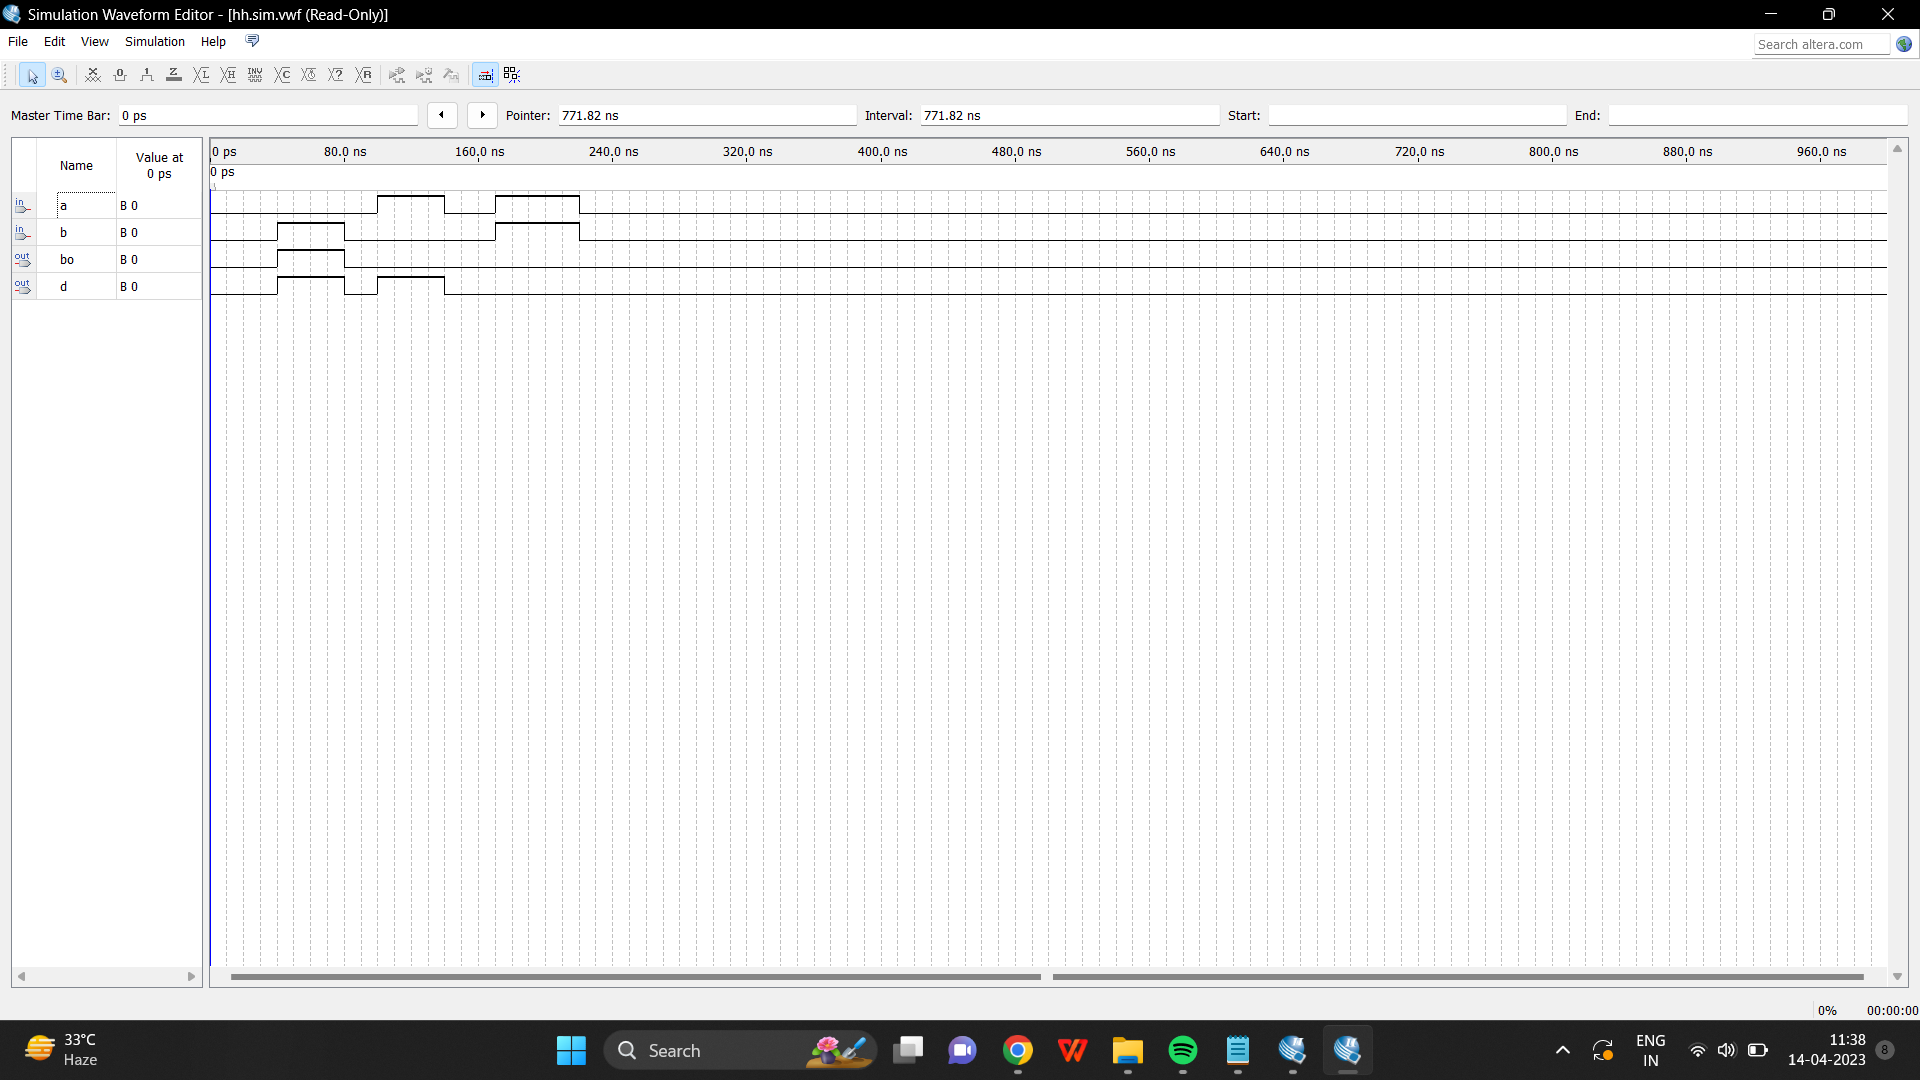 Simulation Waveform Editor - [hh.sim.vwf (Read-Only)]
File Edit View Simulation Help
Search altera.com
Master Time Bar: 0 ps Pointer: 771.82 ns Interval: 771.82 ns Start: End:
Name Value at 0 ps
0 ps 80.0 ns 160.0 ns 240.0 ns 320.0 ns 400.0 ns 480.0 ns 560.0 ns 640.0 ns 720.0 ns 800.0 ns 880.0 ns 960.0 ns
0 ps
in a B 0
in b B 0
out bo B 0
out d B 0
0% 00:00:00
33°C
Haze
Search
ENG
IN
11:38
14-04-2023
8